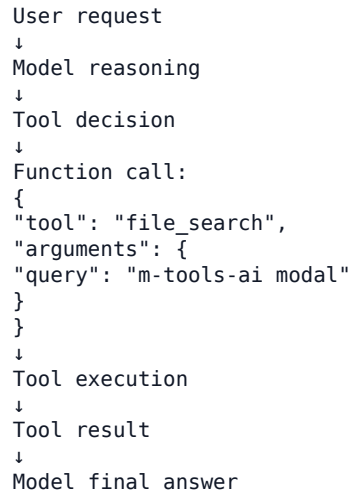 User request
↓
Model reasoning
↓
Tool decision
↓
Function call:
{
"tool": "file_search",
"arguments": {
"query": "m-tools-ai modal"
}
}
↓
Tool execution
↓
Tool result
↓
Model final answer